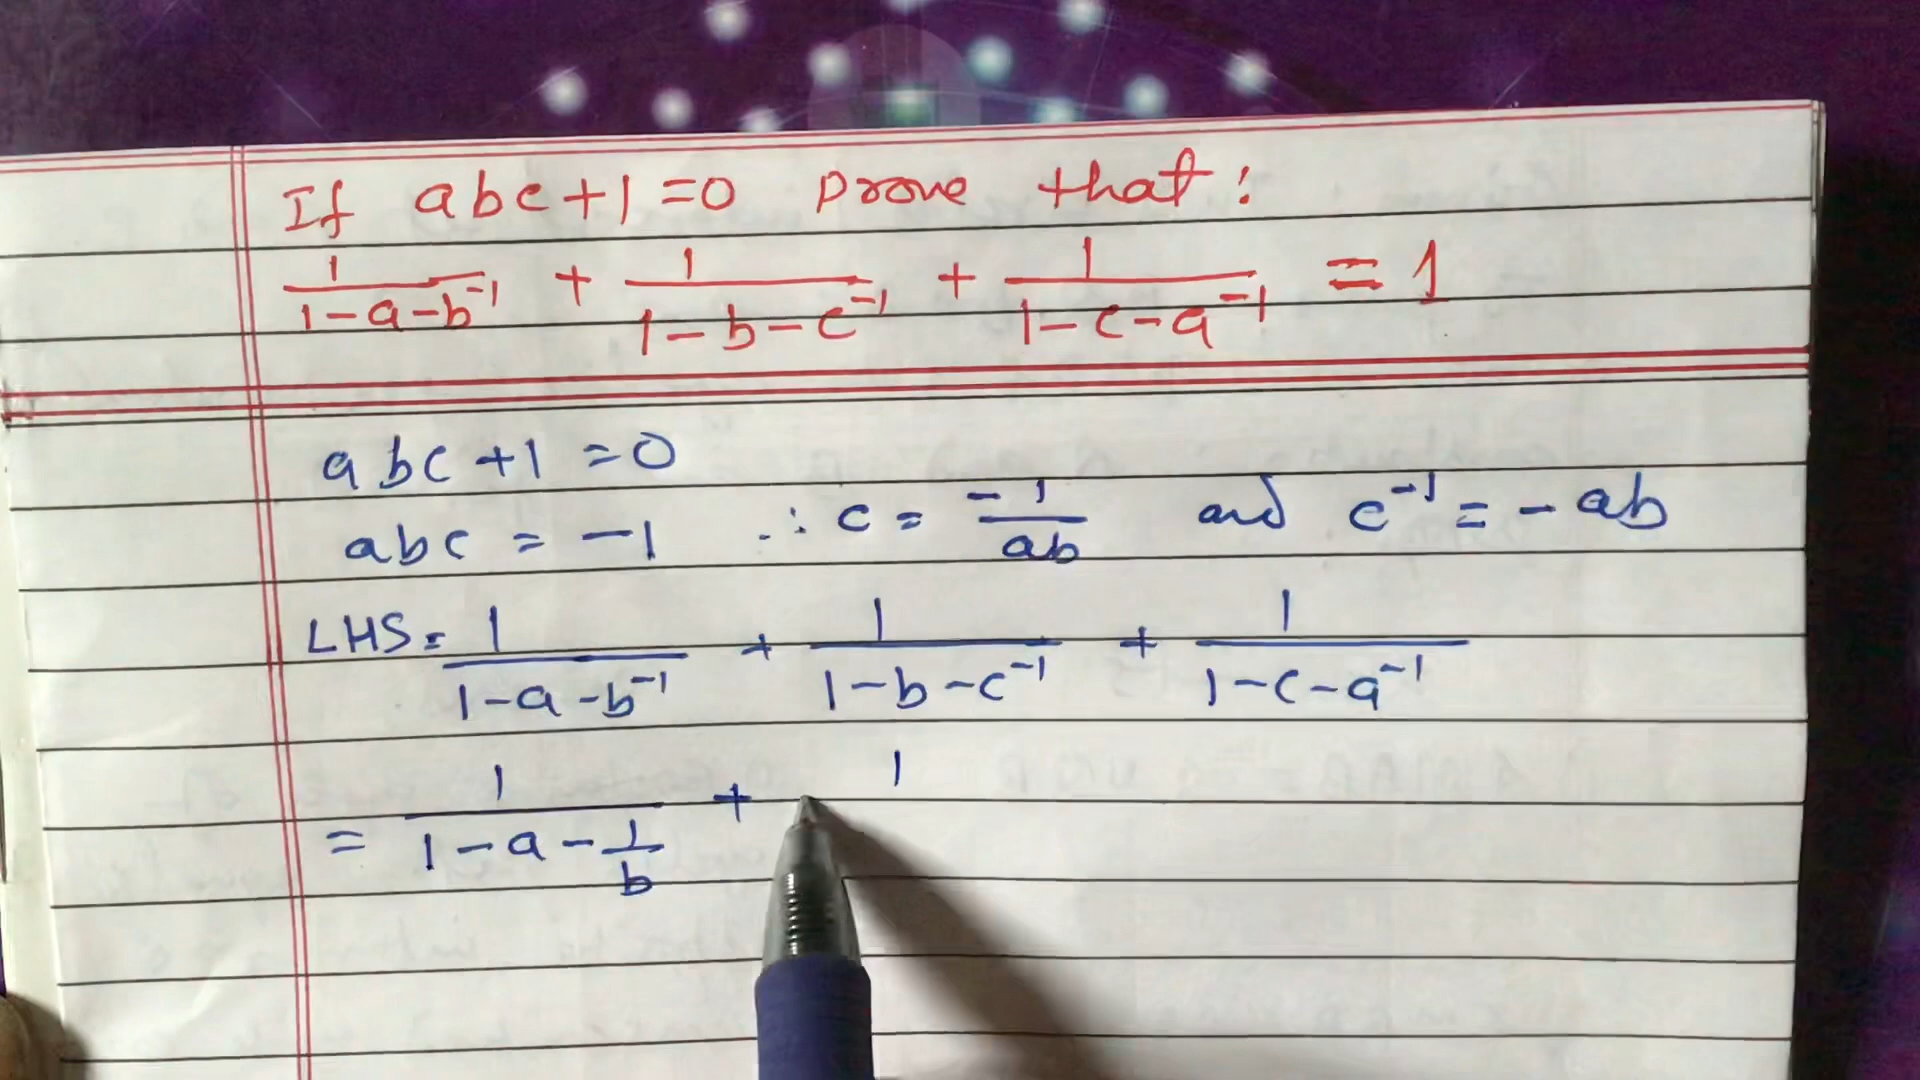 If abc+1=0 prove that:
1/(1-a-b⁻¹) + 1/(1-b-c⁻¹) + 1/(1-c-a⁻¹) = 1
abc+1=0
abc = -1 ∴ c = -1/ab and c⁻¹ = -ab
LHS = 1/(1-a-b⁻¹) + 1/(1-b-c⁻¹) + 1/(1-c-a⁻¹)
= 1/(1-a-1/b) + 1